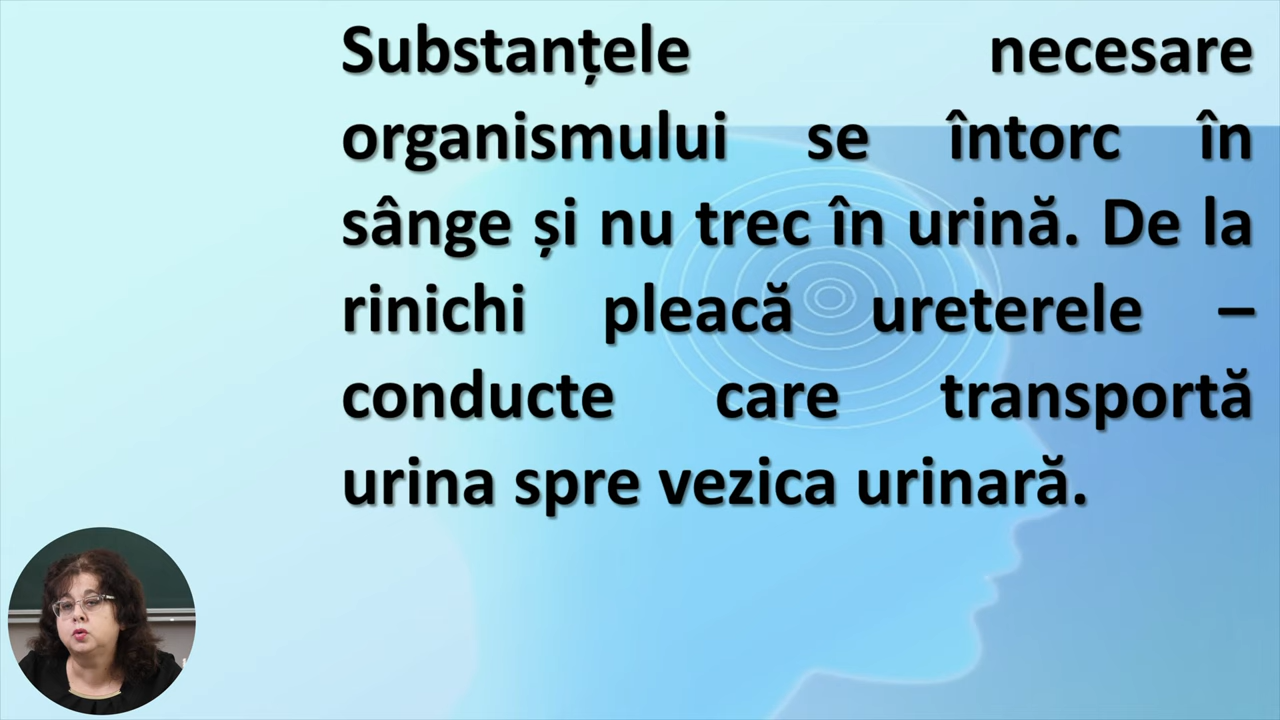 Substanțele necesare
organismului se întorc în
sânge și nu trec în urină. De la
rinichi pleacă ureterele –
conducte care transportă
urina spre vezica urinară.